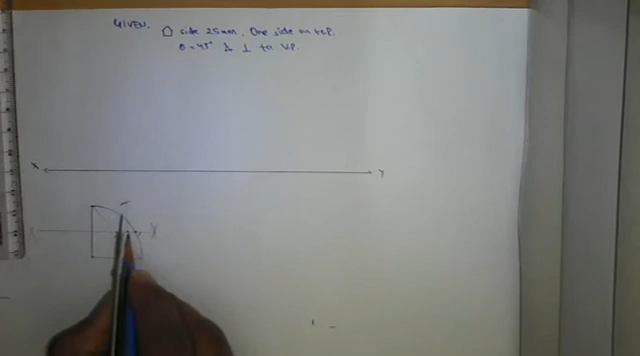 GIVEN. ⬠ side 25mm, One side on H.P.
θ = 45° & ⊥ to V.P.
X Y